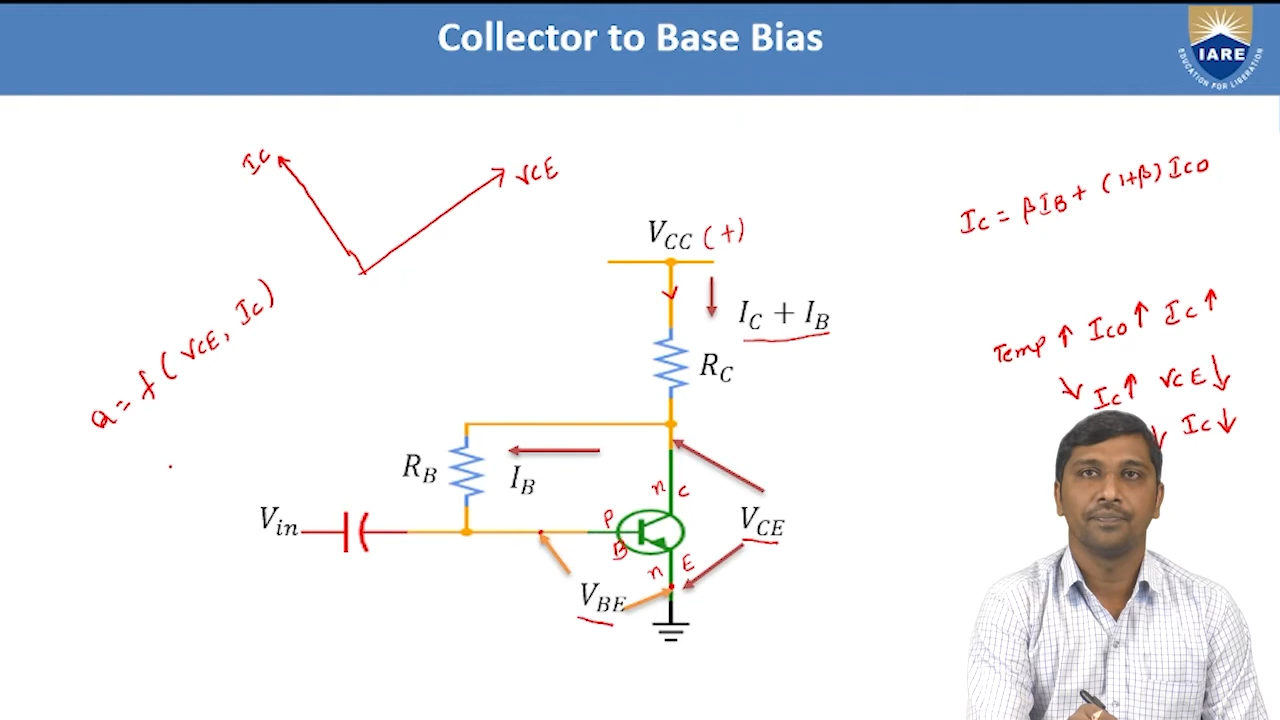 Collector to Base Bias
IARE
EDUCATION FOR LIBERATION
IC
VCE
IC = βIB + (1+β) ICO
VCC (+)
IC + IB
RC
Q = f (VCE, IC)
Temp ↑ ICO ↑ IC ↑
↓ IC ↑ VCE ↓
↓ IC ↓
RB
IB
n C
Vin
P
B
VCE
n E
VBE